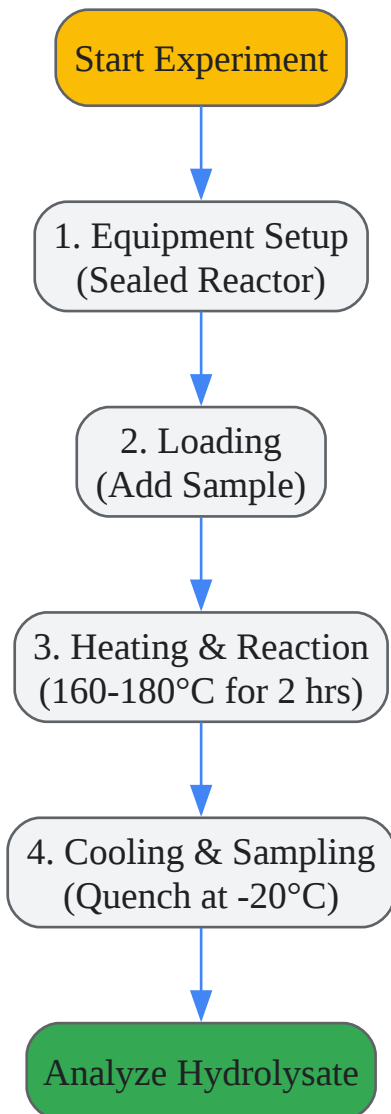 Start Experiment
1. Equipment Setup
(Sealed Reactor)
2. Loading
(Add Sample)
3. Heating & Reaction
(160-180°C for 2 hrs)
4. Cooling & Sampling
(Quench at -20°C)
Analyze Hydrolysate